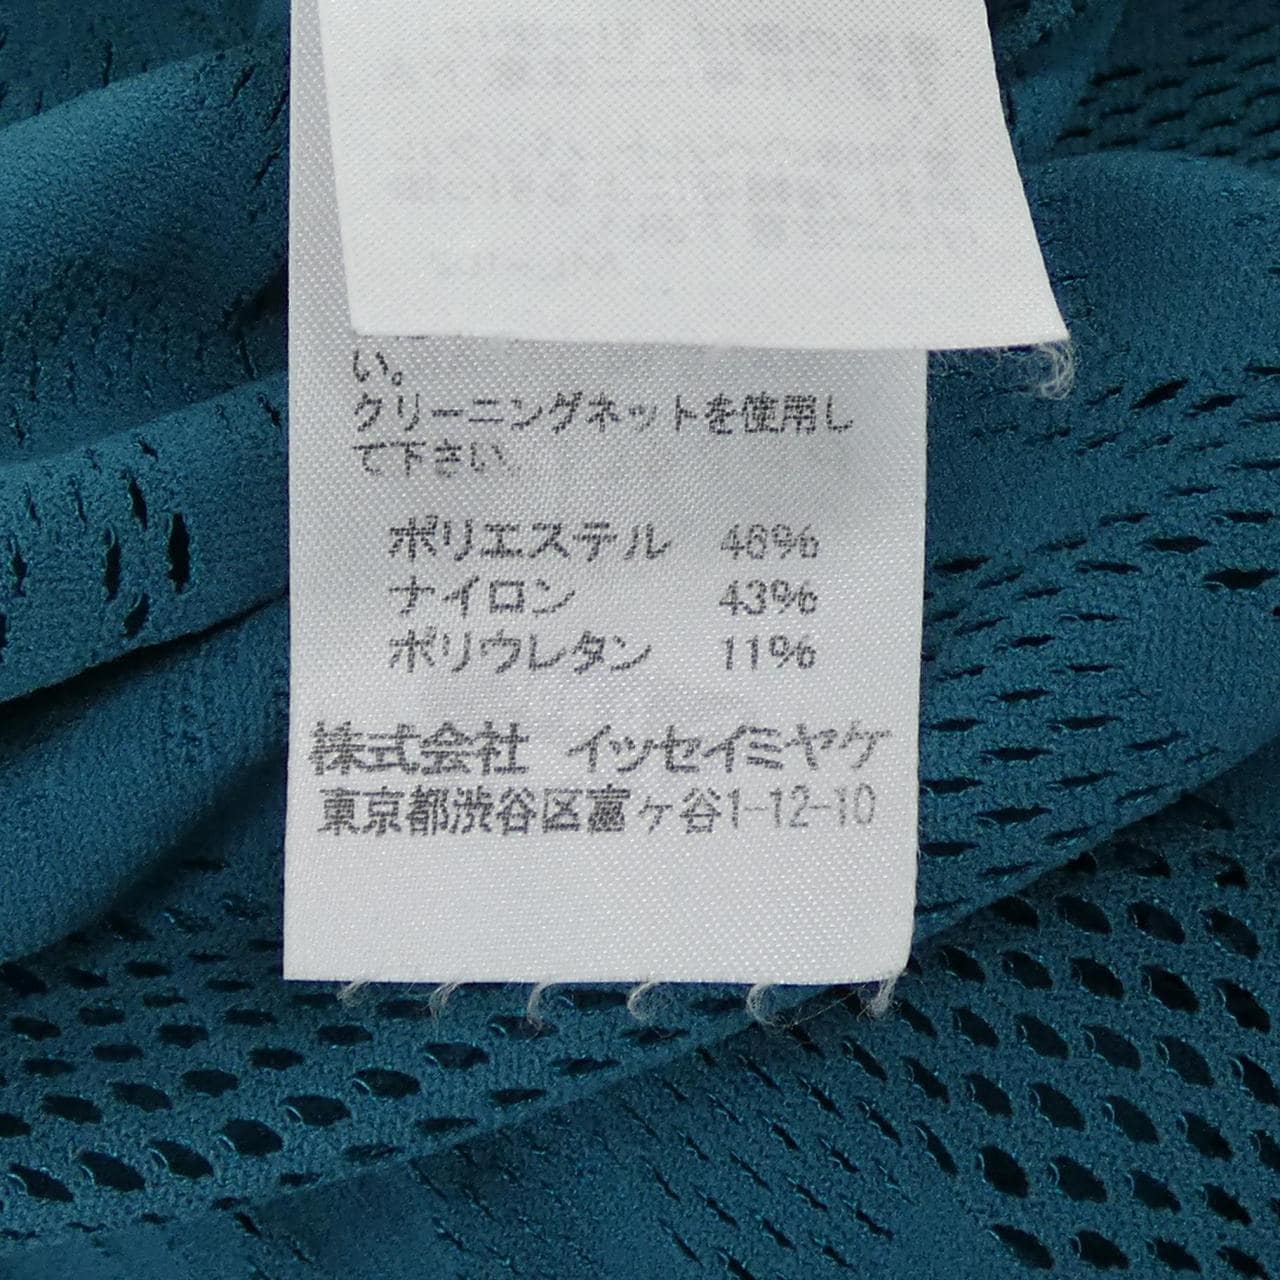 い。
クリーニングネットを使用し
て下さい。
ポリエステル 46%
ナイロン 43%
ポリウレタン 11%
株式会社 イッセイミヤケ
東京都渋谷区富ヶ谷1-12-10